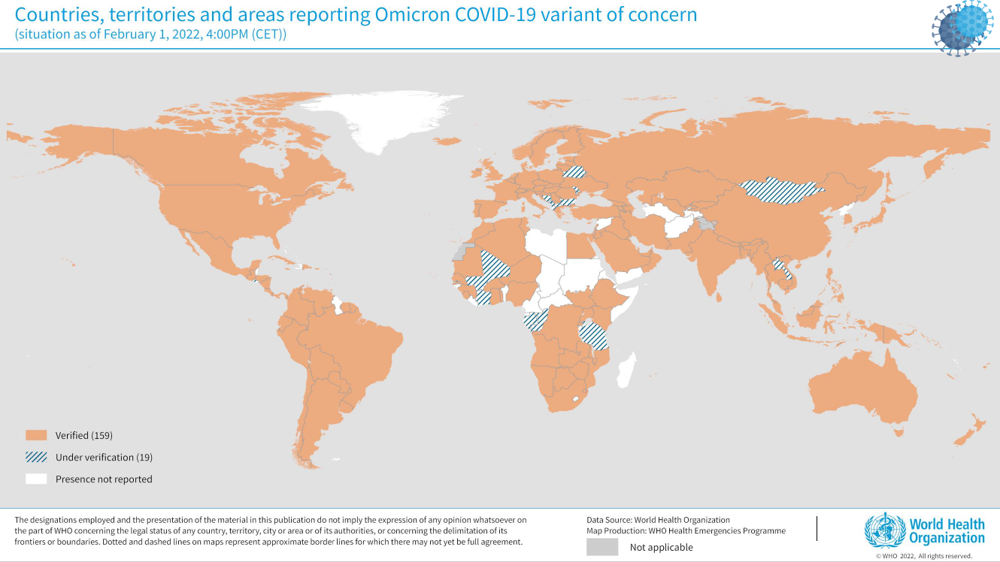 Countries, territories and areas reporting Omicron COVID-19 variant of concern
(situation as of February 1, 2022, 4:00PM (CET))
Verified (159)
Under verification (19)
Presence not reported
The designations employed and the presentation of the material in this publication do not imply the expression of any opinion whatsoever on
the part of WHO concerning the legal status of any country, territory, city or area or of its authorities, or concerning the delimitation of its
frontiers or boundaries. Dotted and dashed lines on maps represent approximate border lines for which there may not yet be full agreement.
Data Source: World Health Organization
Map Production: WHO Health Emergencies Programme
Not applicable
World Health
Organization
© WHO 2022, All rights reserved.